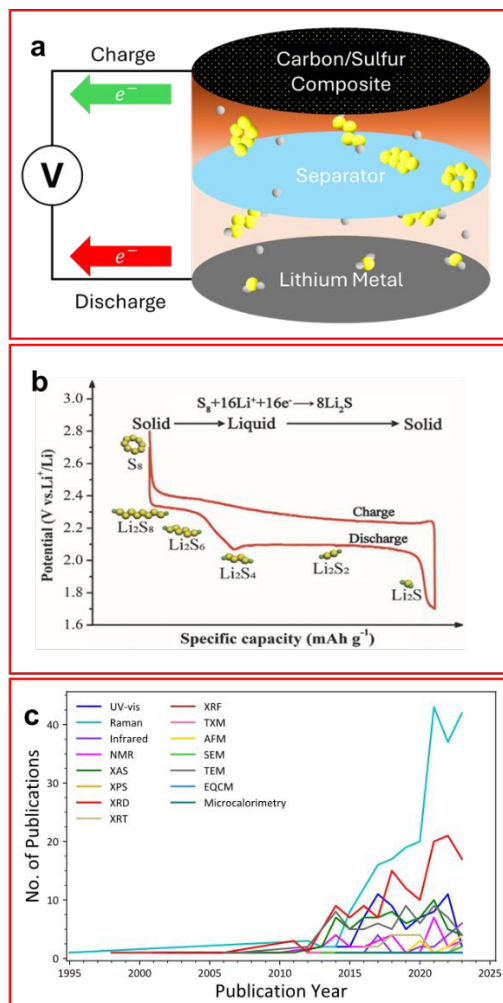 a
Charge
Carbon/Sulfur
Composite
e⁻
V
Separator
e⁻
Lithium Metal
Discharge
b
S₈+16Li⁺+16e⁻→8Li₂S
3.0
Solid → Liquid → Solid
2.8
S₈
2.6
2.4
Charge
2.2
Li₂S₈
Li₂S₆
Discharge
2.0
Li₂S₄
Li₂S₂
Li₂S
1.8
1.6
Potential (V vs.Li⁺/Li)
Specific capacity (mAh g⁻¹)
c
UV-vis
Raman
Infrared
NMR
XAS
XPS
XRD
XRT
XRF
TXM
AFM
SEM
TEM
EQCM
Microcalorimetry
No. of Publications
40
30
20
10
0
1995 2000 2005 2010 2015 2020 2025
Publication Year